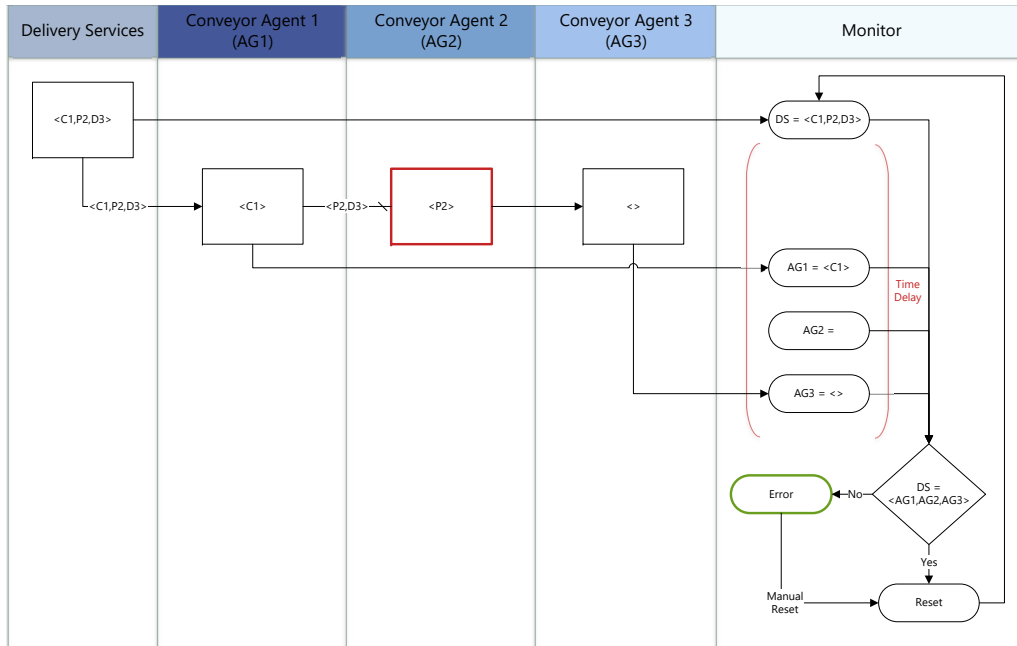 Delivery Services
Conveyor Agent 1
(AG1)
Conveyor Agent 2
(AG2)
Conveyor Agent 3
(AG3)
Monitor
<C1,P2,D3>
DS = <C1,P2,D3>
<C1,P2,D3>
<C1>
<P2,D3>
<P2>
<>
AG1 = <C1>
Time
Delay
AG2 =
AG3 = <>
DS =
<AG1,AG2,AG3>
Error
No
Yes
Manual
Reset
Reset